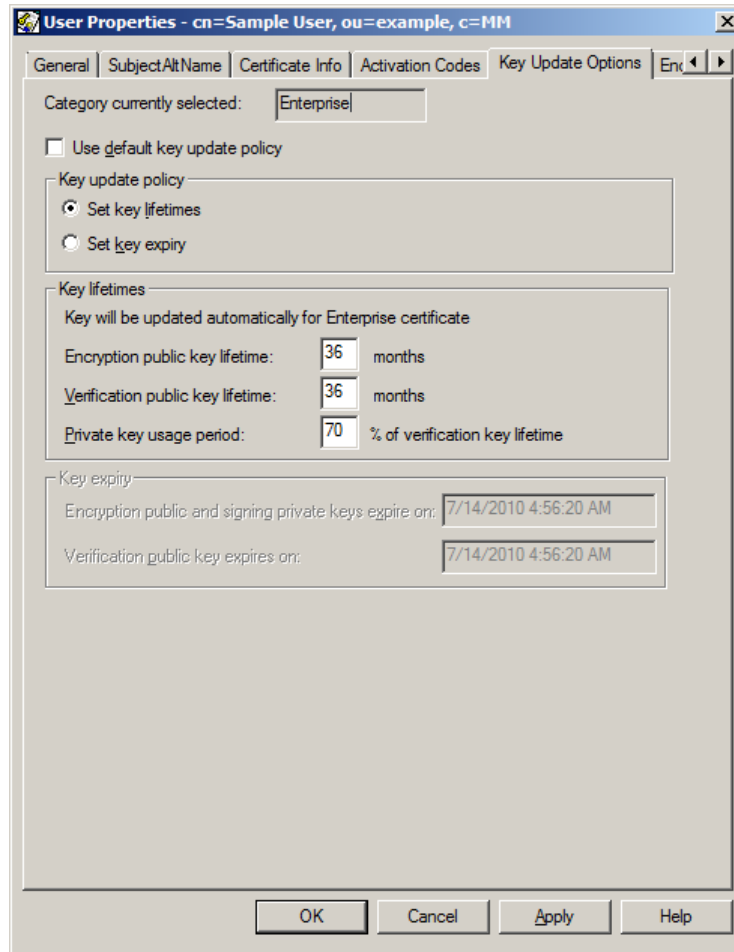 User Properties - cn=Sample User, ou=example, c=MM
General SubjectAltName Certificate Info Activation Codes Key Update Options
Category currently selected: Enterprise
Use default key update policy
Key update policy
Set key lifetimes
Set key expiry
Key lifetimes
Key will be updated automatically for Enterprise certificate
Encryption public key lifetime: 36 months
Verification public key lifetime: 36 months
Private key usage period: 70 % of verification key lifetime
Key expiry
Encryption public and signing private keys expire on: 7/14/2010 4:56:20 AM
Verification public key expires on: 7/14/2010 4:56:20 AM
OK Cancel Apply Help